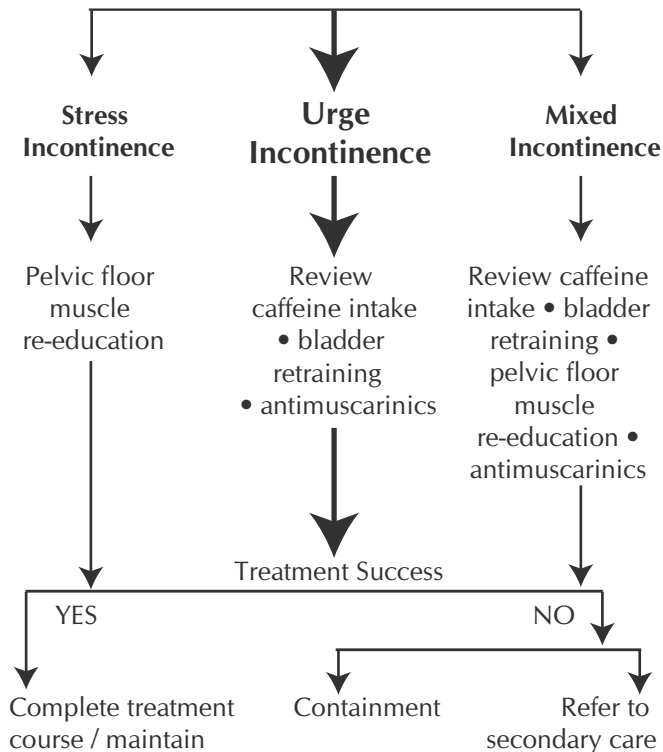 Stress
Incontinence
Urge
Incontinence
Mixed
Incontinence
Pelvic floor
muscle
re-education
Review
caffeine intake
• bladder
retraining
• antimuscarinics
Review caffeine
intake • bladder
retraining •
pelvic floor
muscle
re-education •
antimuscarinics
Treatment Success
YES
NO
Complete treatment
course / maintain
Containment
Refer to
secondary care